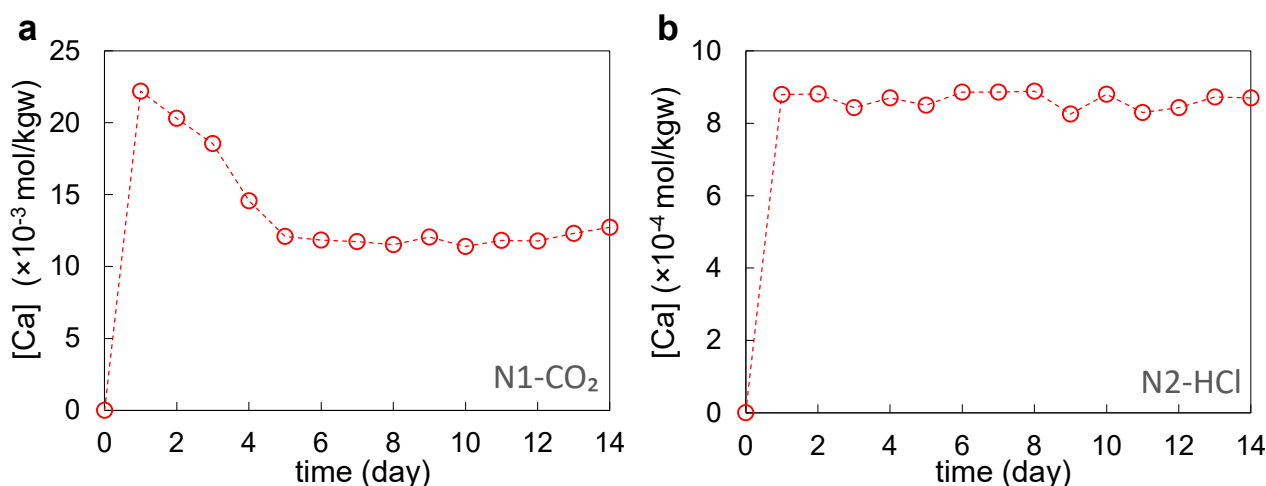 a
[Ca] (×10⁻³ mol/kgw)
25
20
15
10
5
0
0 2 4 6 8 10 12 14
time (day)
N1-CO₂
b
[Ca] (×10⁻⁴ mol/kgw)
10
8
6
4
2
0
0 2 4 6 8 10 12 14
time (day)
N2-HCl